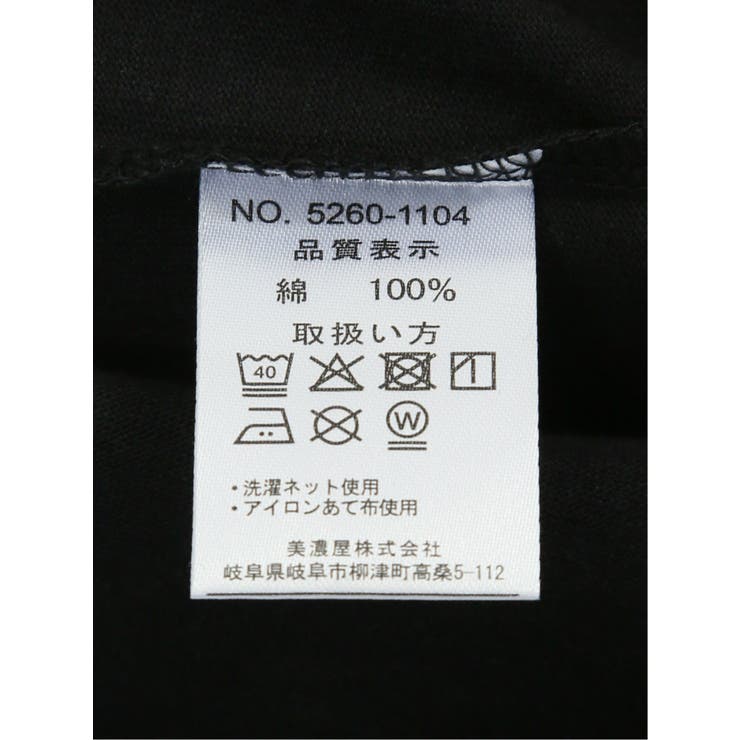 NO. 5260-1104
品質表示
綿 100%
取扱い方
40
W
・洗濯ネット使用
・アイロンあて布使用
美濃屋株式会社
岐阜県岐阜市柳津町高桑5-112